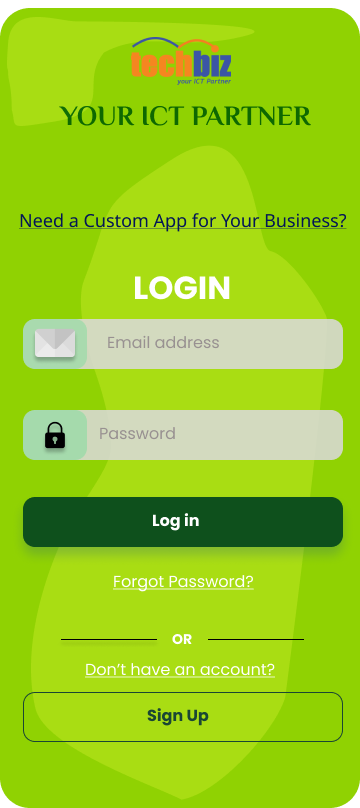 techbiz
your ICT Partner
YOUR ICT PARTNER
Need a Custom App for Your Business?
LOGIN
Email address
Password
Log in
Forgot Password?
OR
Don’t have an account?
Sign Up